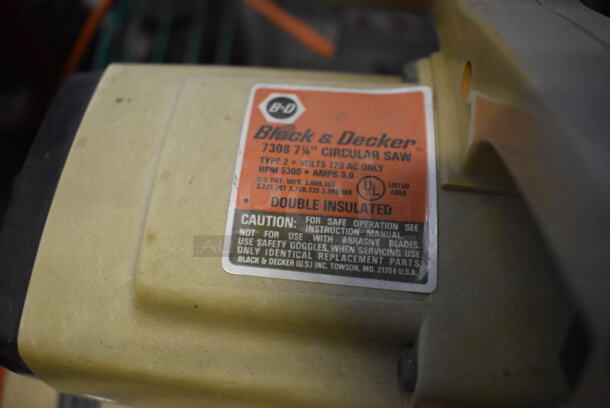 B&D
Black & Decker
7308 7¼" CIRCULAR SAW
TYPE 2 • VOLTS 120 AC ONLY
RPM 5300 • AMPS 9.0
U.S. PAT. NO'S.
UL LISTED
DOUBLE INSULATED
CAUTION: FOR SAFE OPERATION SEE
INSTRUCTION MANUAL.
NOT FOR USE WITH ABRASIVE BLADES.
USE SAFETY GOGGLES. WHEN SERVICING USE
ONLY IDENTICAL REPLACEMENT PARTS.
BLACK & DECKER (U.S.) INC. TOWSON, MD. 21204 U.S.A.